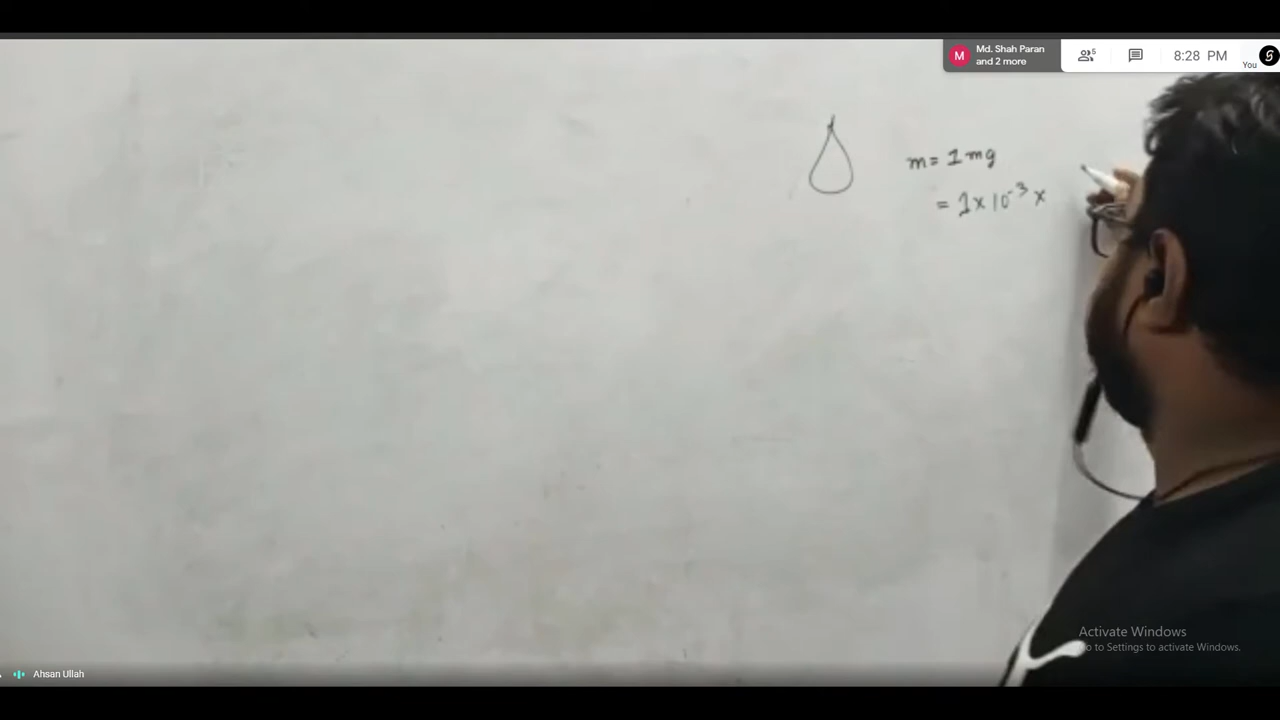 M
Md. Shah Paran
and 2 more
5
8:28 PM
You
m = 1 mg
= 1 x 10⁻³ x
Activate Windows
o to Settings to activate Windows.
Ahsan Ullah